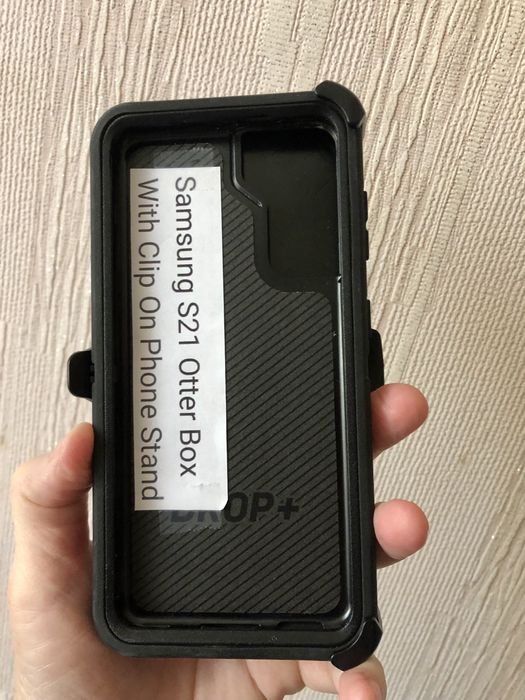 Samsung S21 Otter Box
With Clip On Phone Stand
DROP+